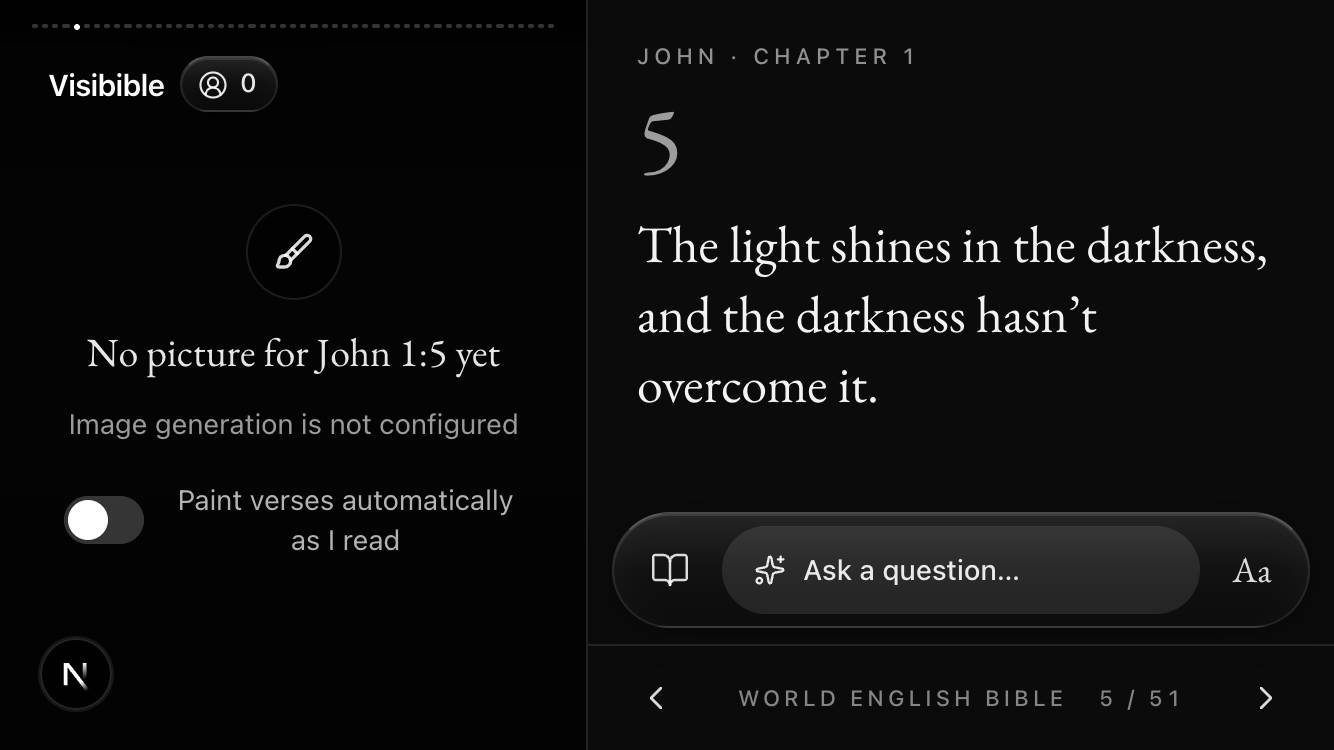 Visibible
0
No picture for John 1:5 yet
Image generation is not configured
Paint verses automatically
as I read
N
JOHN · CHAPTER 1
5
The light shines in the darkness,
and the darkness hasn’t
overcome it.
Ask a question...
Aa
WORLD ENGLISH BIBLE 5 / 51